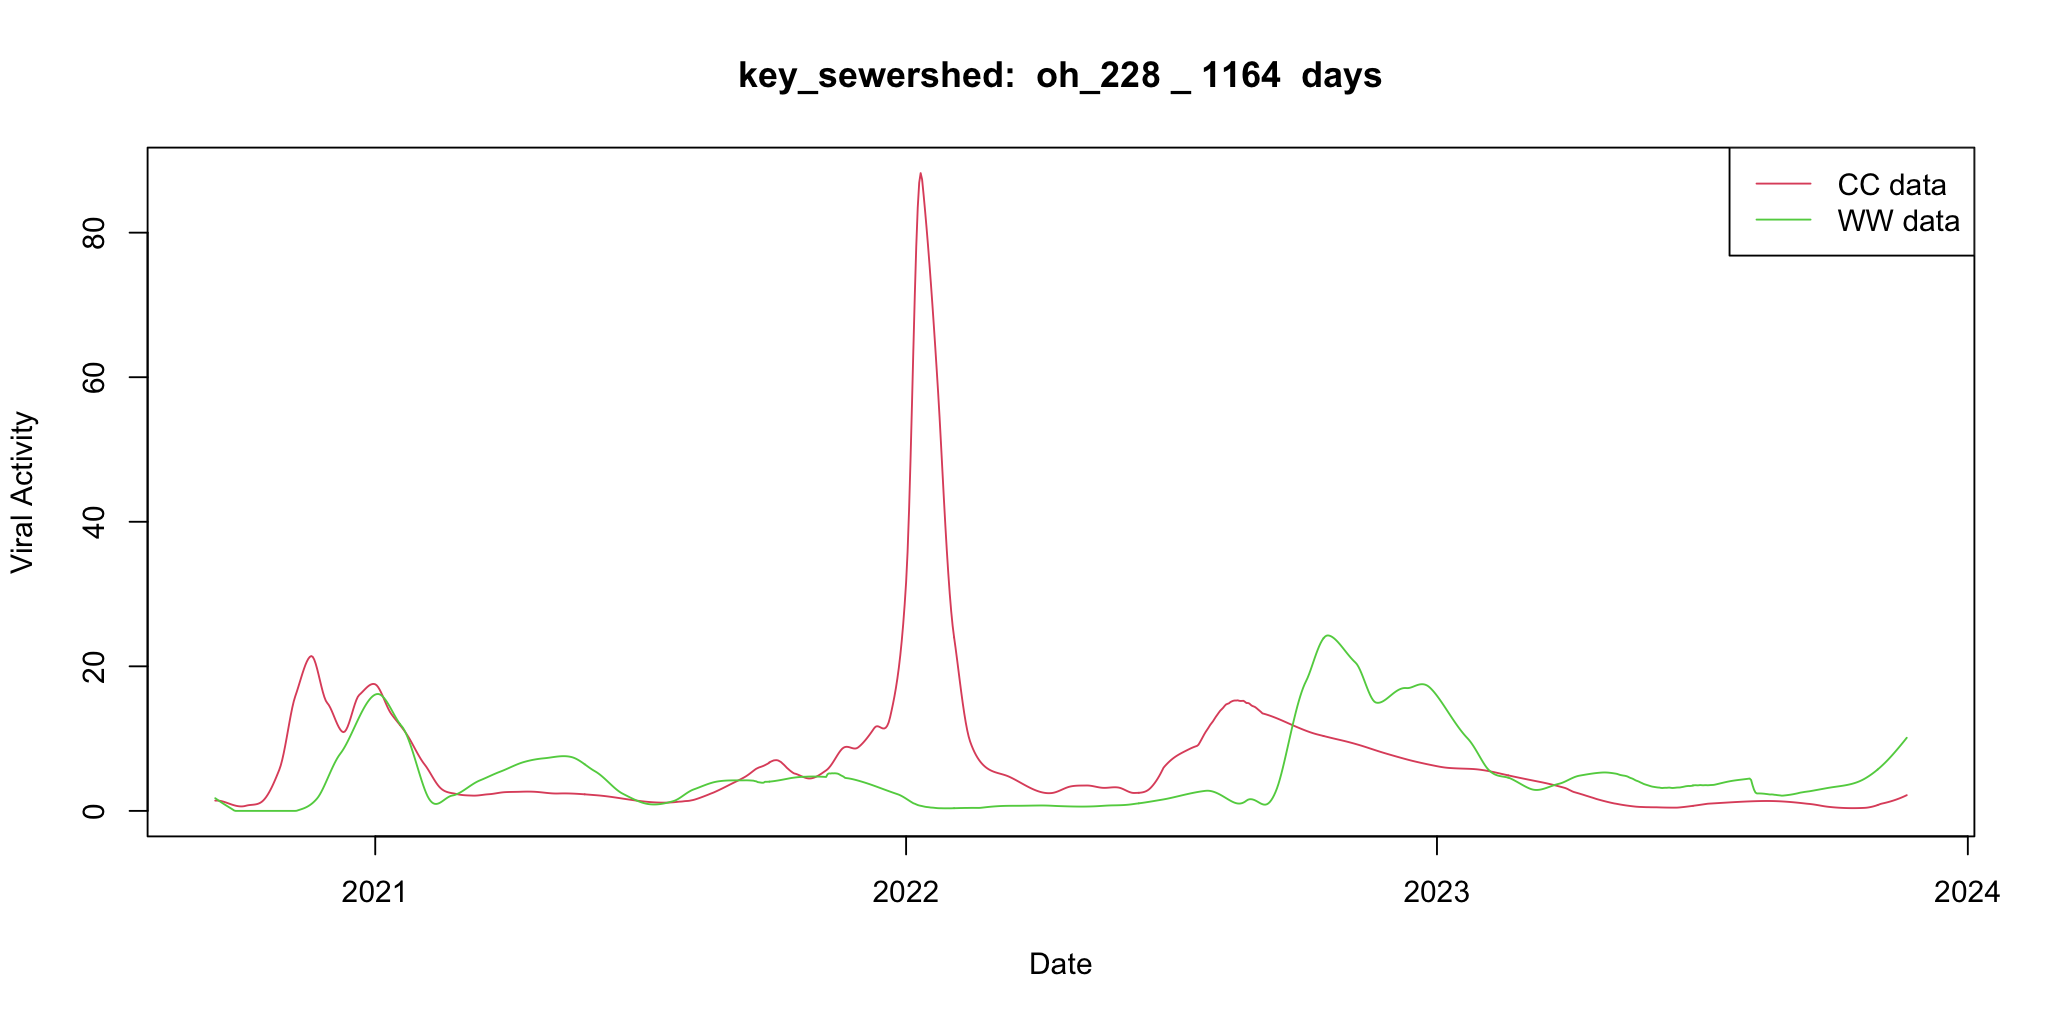 key_sewershed:  oh_228 _ 1164  days
CC data
WW data
80
60
40
20
0
Viral Activity
2021
2022
2023
2024
Date